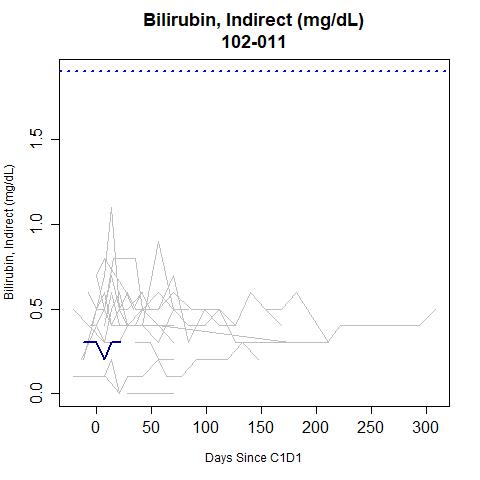 Bilirubin, Indirect (mg/dL)
102-011
Bilirubin, Indirect (mg/dL)
1.5
1.0
0.5
0.0
0 50 100 150 200 250 300
Days Since C1D1